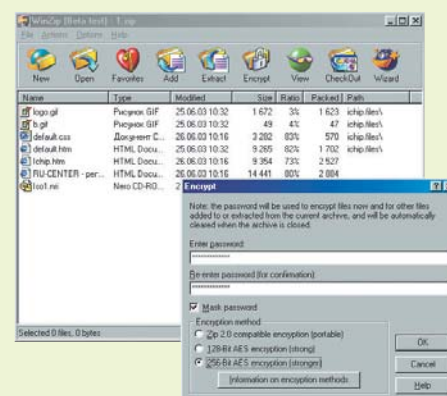 WinZip (Beta test) - 1.zip
File Actions Options Help
New Open Favorites Add Extract Encrypt View CheckOut Wizard
Name Type Modified Size Ratio Packed Path
logo.gif Рисунок GIF 25.06.03 10:32 1 672 3% 1 623 ichip.files\
b.gif Рисунок GIF 25.06.03 10:32 49 4% 47 ichip.files\
default.css Документ C... 26.06.03 10:16 3 282 83% 570 ichip.files\
default.htm HTML Docu... 25.06.03 10:32 9 265 82% 1 702 ichip.files\
Ichip.htm HTML Docu... 26.06.03 10:16 9 354 73% 2 527
RU-CENTER - per... HTML Docu... 26.06.03 10:16 14 441 80% 2 884
Nero CD-RO... 2
Selected 0 files, 0 bytes
Encrypt
Note: the password will be used to encrypt files now and for other files
added to or extracted from the current archive, and will be automatically
cleared when the archive is closed.
Enter password:
Re-enter password (for confirmation):
Mask password
Encryption method
Zip 2.0 compatible encryption (portable)
128-Bit AES encryption (strong)
256-Bit AES encryption (stronger)
Information on encryption methods
OK
Cancel
Help